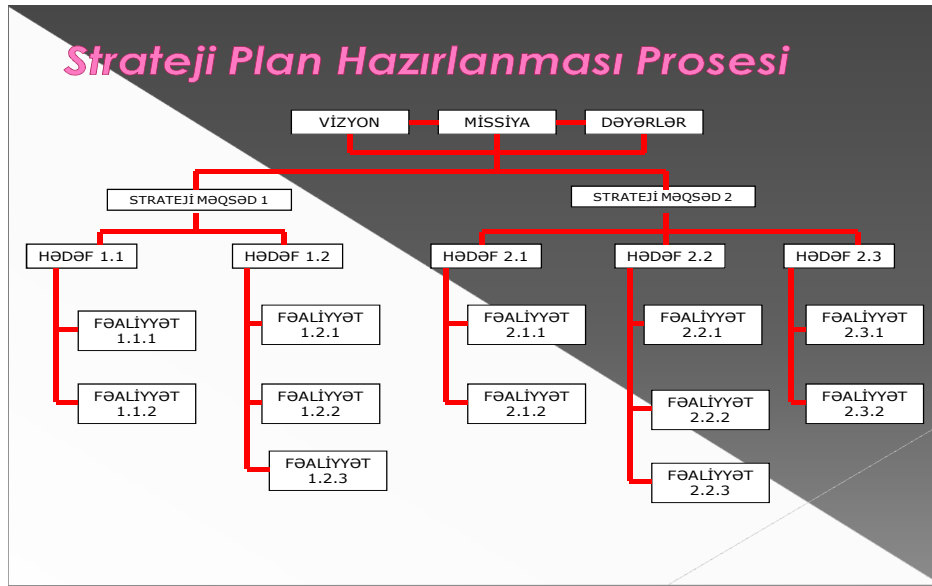 Strateji Plan Hazırlanması Prosesi
VİZYON
MİSSİYA
DƏYƏRLƏR
STRATEJİ MƏQSƏD 1
STRATEJİ MƏQSƏD 2
HƏDƏF 1.1
HƏDƏF 1.2
HƏDƏF 2.1
HƏDƏF 2.2
HƏDƏF 2.3
FƏALİYYƏT
1.1.1
FƏALİYYƏT
1.2.1
FƏALİYYƏT
2.1.1
FƏALİYYƏT
2.2.1
FƏALİYYƏT
2.3.1
FƏALİYYƏT
1.1.2
FƏALİYYƏT
1.2.2
FƏALİYYƏT
2.1.2
FƏALİYYƏT
2.2.2
FƏALİYYƏT
2.3.2
FƏALİYYƏT
1.2.3
FƏALİYYƏT
2.2.3